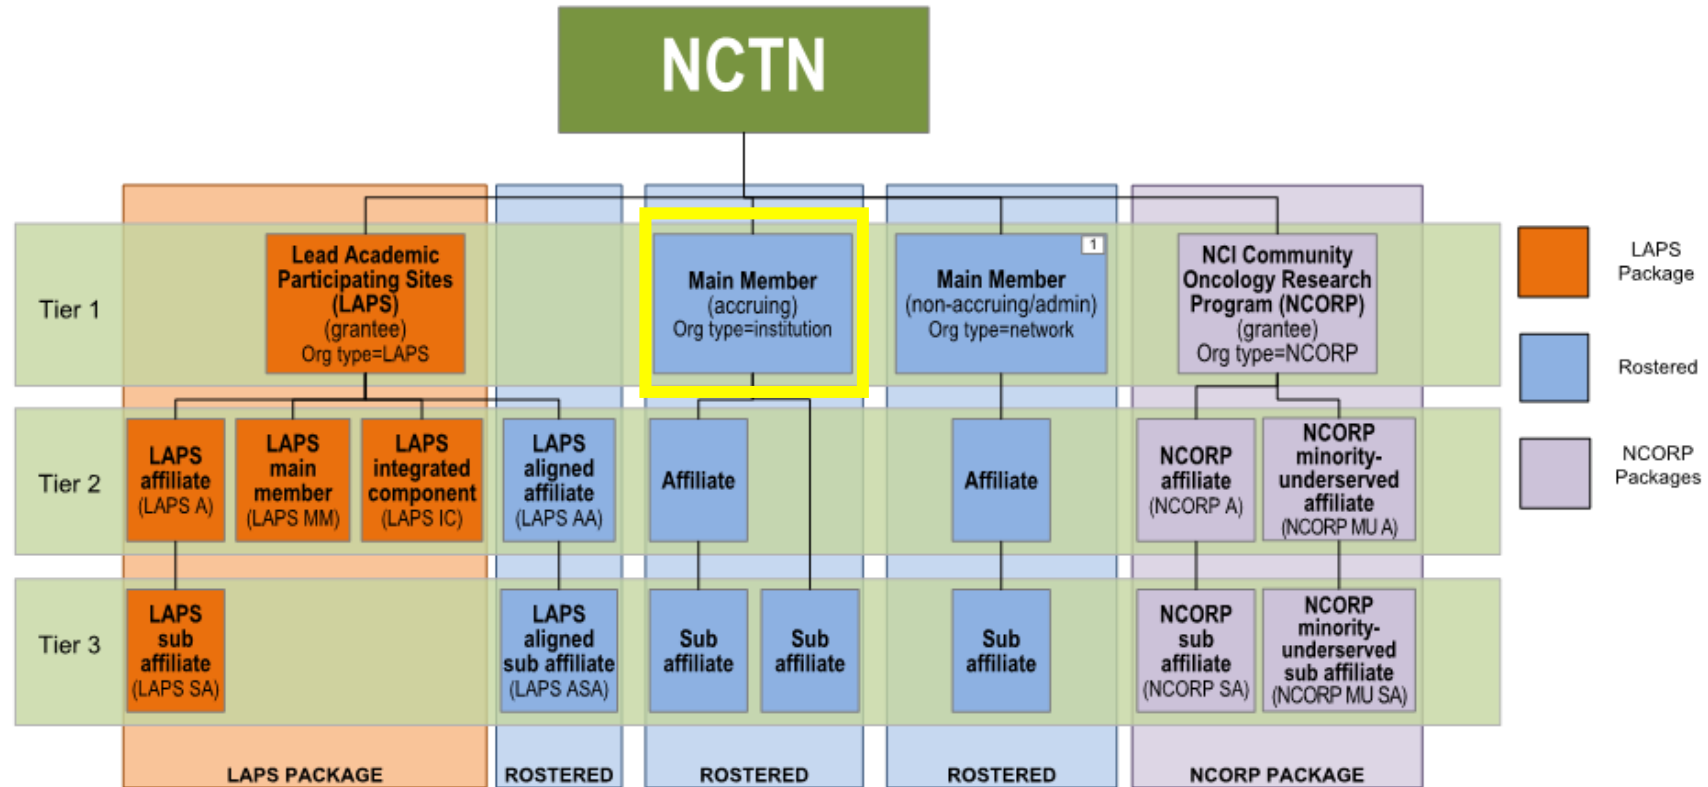 NCTN
Tier 1
Lead Academic
Participating Sites
(LAPS)
(grantee)
Org type=LAPS
Main Member
(accruing)
Org type=institution
1
Main Member
(non-accruing/admin)
Org type=network
NCI Community
Oncology Research
Program (NCORP)
(grantee)
Org type=NCORP
LAPS
Package
Rostered
NCORP
Packages
Tier 2
LAPS
affiliate
(LAPS A)
LAPS
main
member
(LAPS MM)
LAPS
integrated
component
(LAPS IC)
LAPS
aligned
affiliate
(LAPS AA)
Affiliate
Affiliate
NCORP
affiliate
(NCORP A)
NCORP
minority-
underserved
affiliate
(NCORP MU A)
Tier 3
LAPS
sub
affiliate
(LAPS SA)
LAPS
aligned
sub affiliate
(LAPS ASA)
Sub
affiliate
Sub
affiliate
Sub
affiliate
NCORP
sub
affiliate
(NCORP SA)
NCORP
minority-
underserved
sub affiliate
(NCORP MU SA)
LAPS PACKAGE
ROSTERED
ROSTERED
ROSTERED
NCORP PACKAGE